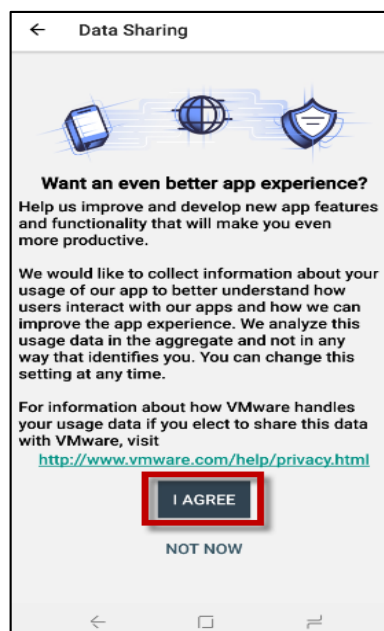 Data Sharing
Want an even better app experience?
Help us improve and develop new app features
and functionality that will make you even
more productive.
We would like to collect information about your
usage of our app to better understand how
users interact with our apps and how we can
improve the app experience. We analyze this
usage data in the aggregate and not in any
way that identifies you. You can change this
setting at any time.
For information about how VMware handles
your usage data if you elect to share this data
with VMware, visit
http://www.vmware.com/help/privacy.html
I AGREE
NOT NOW